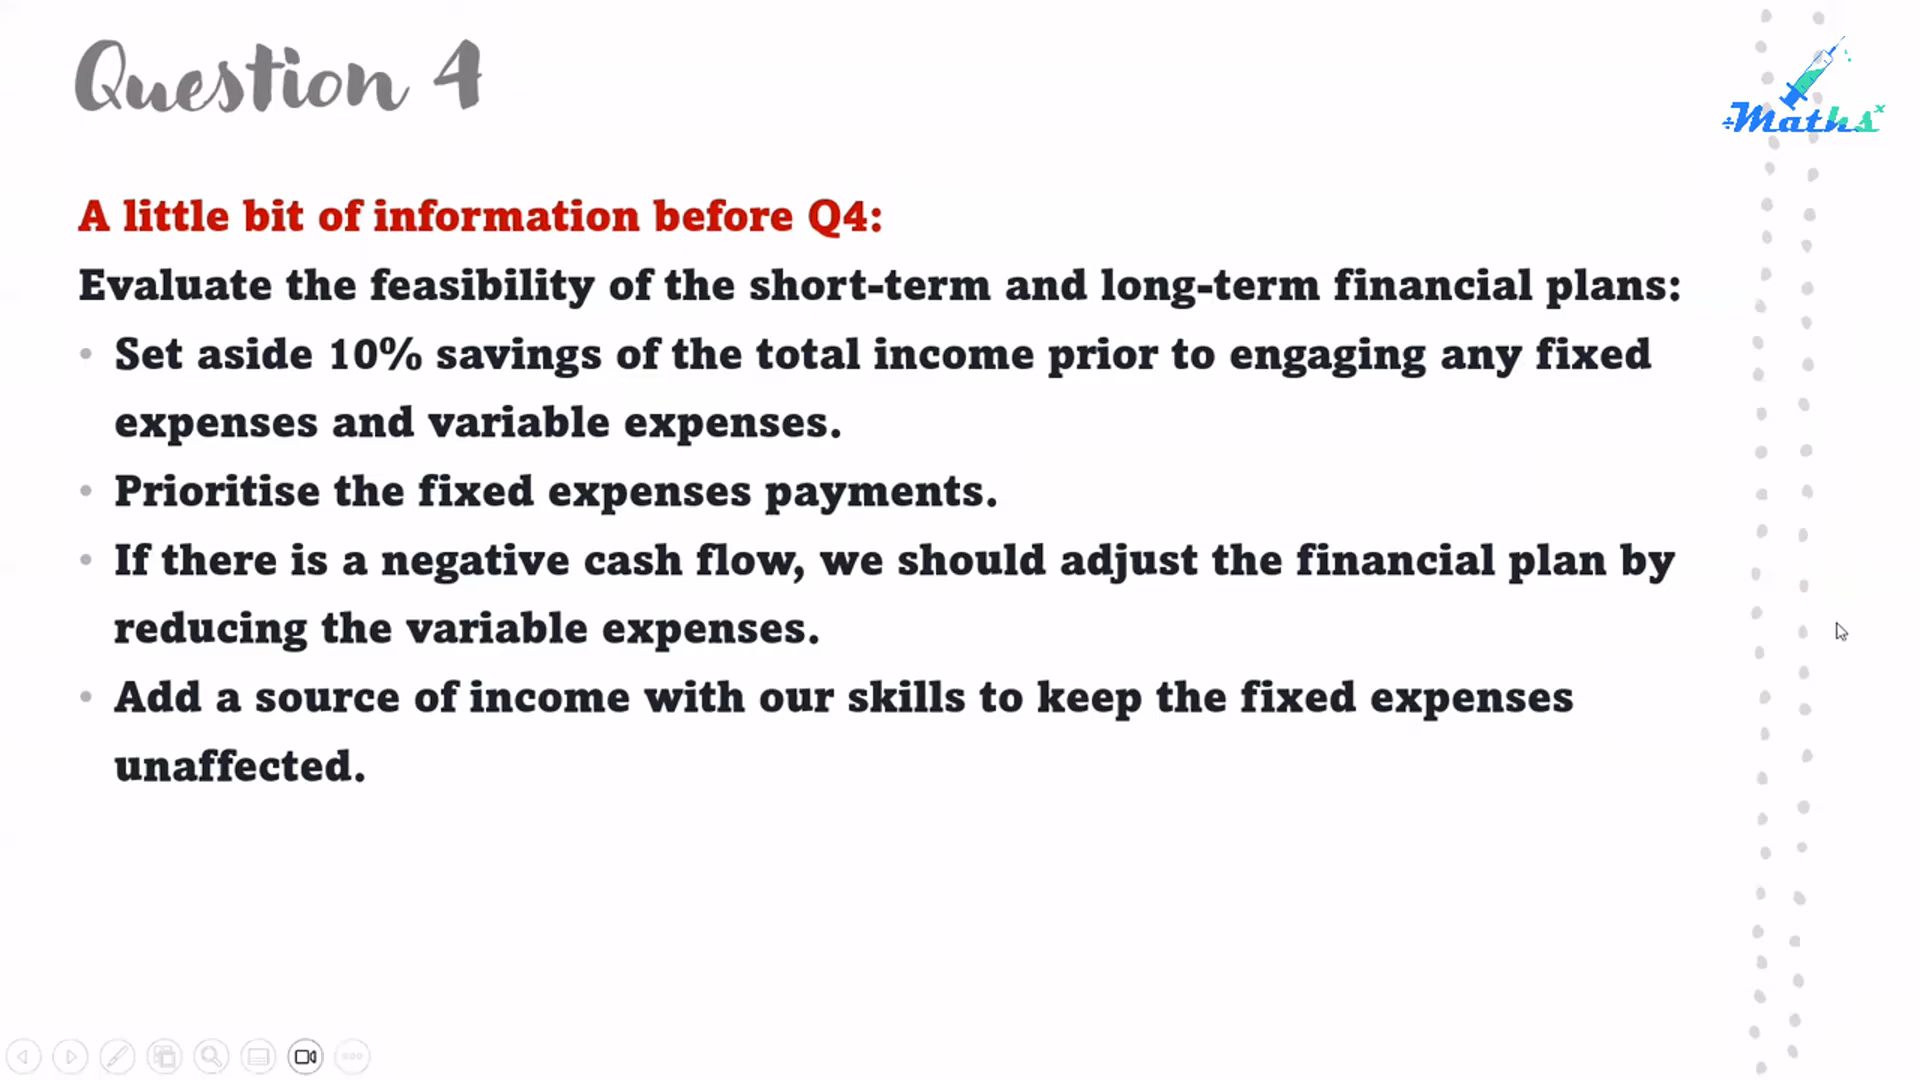 Question 4
÷Maths×
A little bit of information before Q4:
Evaluate the feasibility of the short-term and long-term financial plans:
• Set aside 10% savings of the total income prior to engaging any fixed
expenses and variable expenses.
• Prioritise the fixed expenses payments.
• If there is a negative cash flow, we should adjust the financial plan by
reducing the variable expenses.
• Add a source of income with our skills to keep the fixed expenses
unaffected.